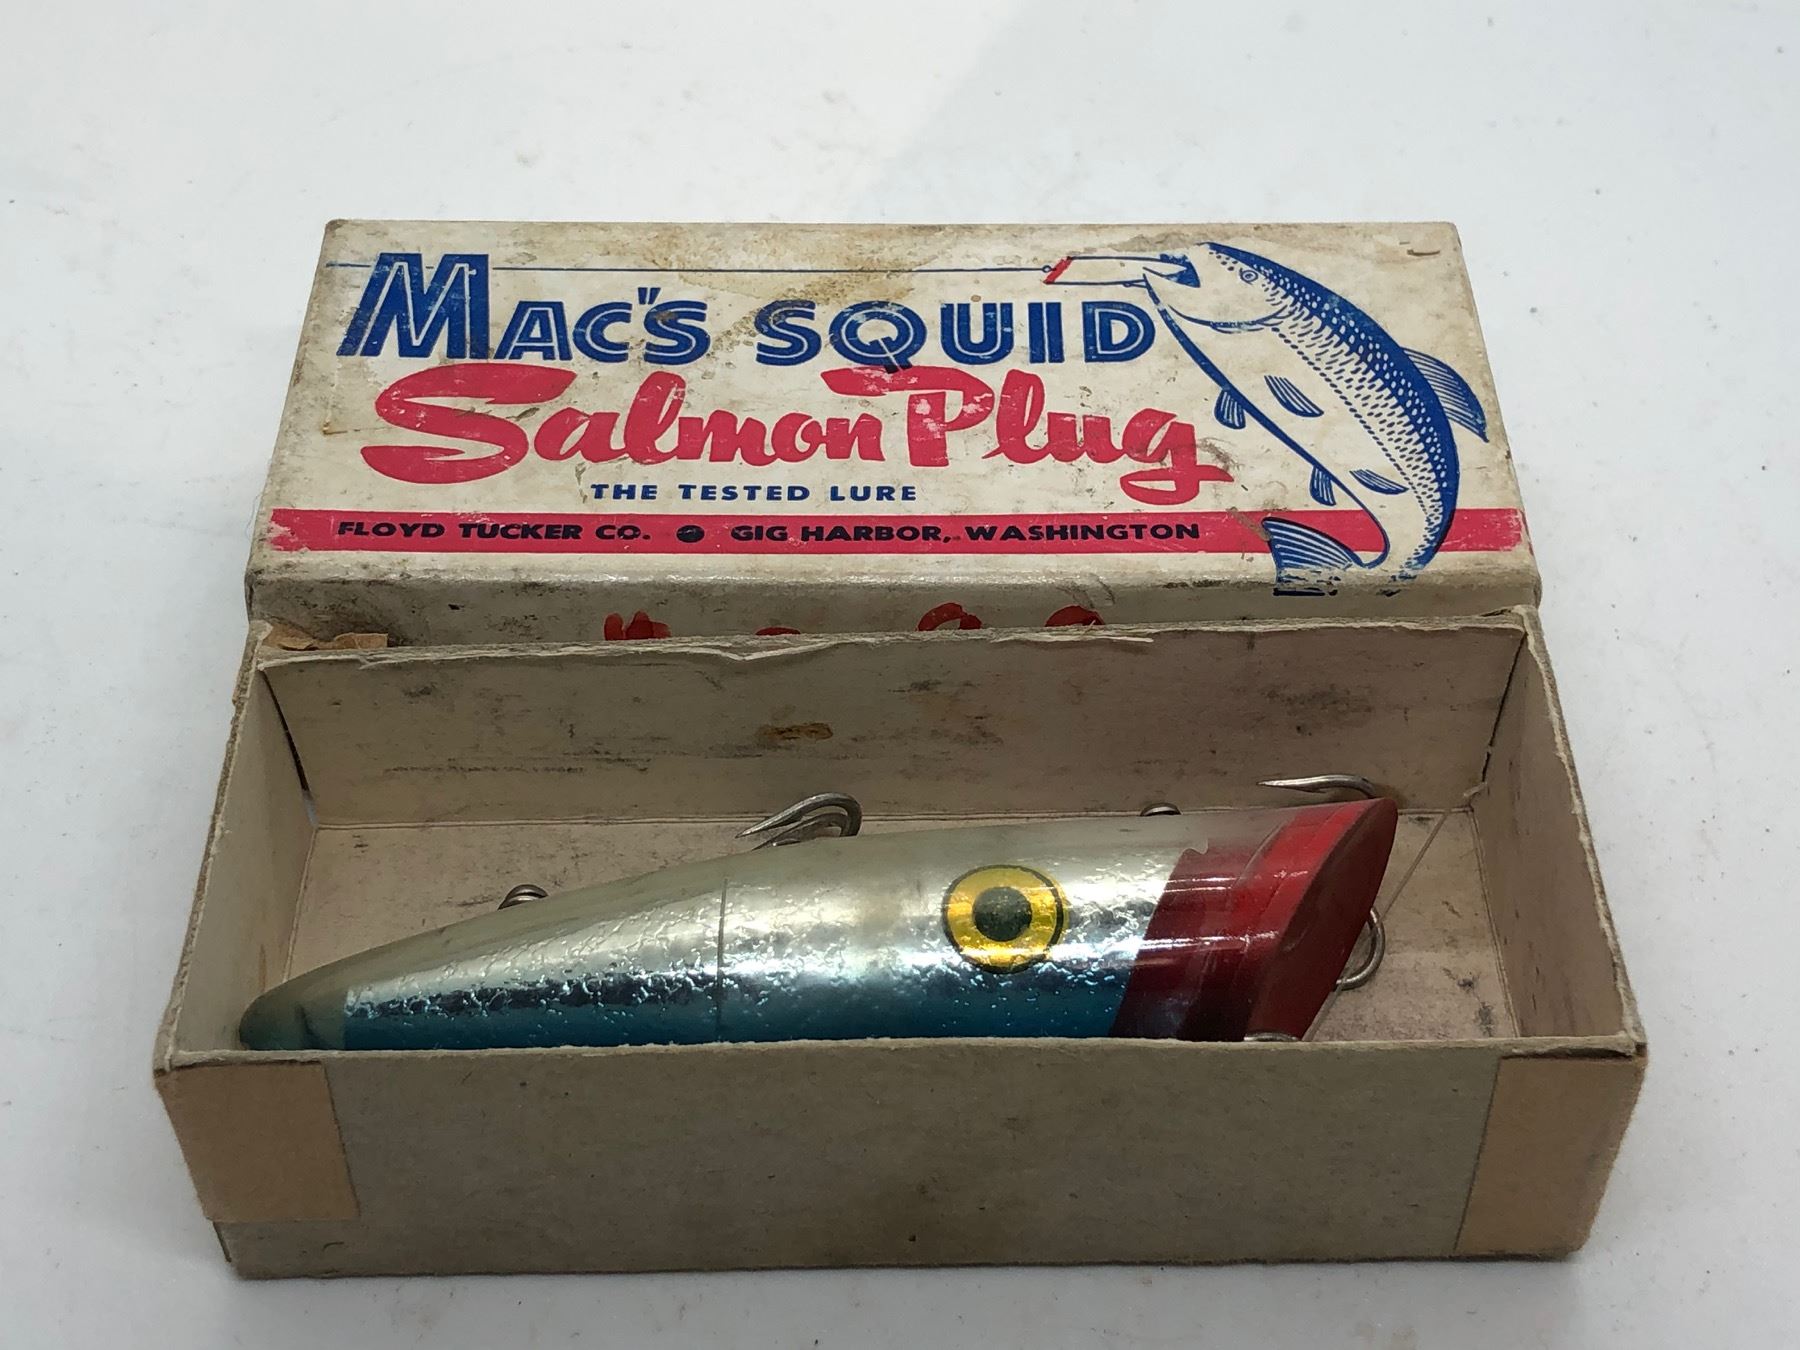 MAC'S SQUID
Salmon Plug
THE TESTED LURE
FLOYD TUCKER CO. ● GIG HARBOR, WASHINGTON